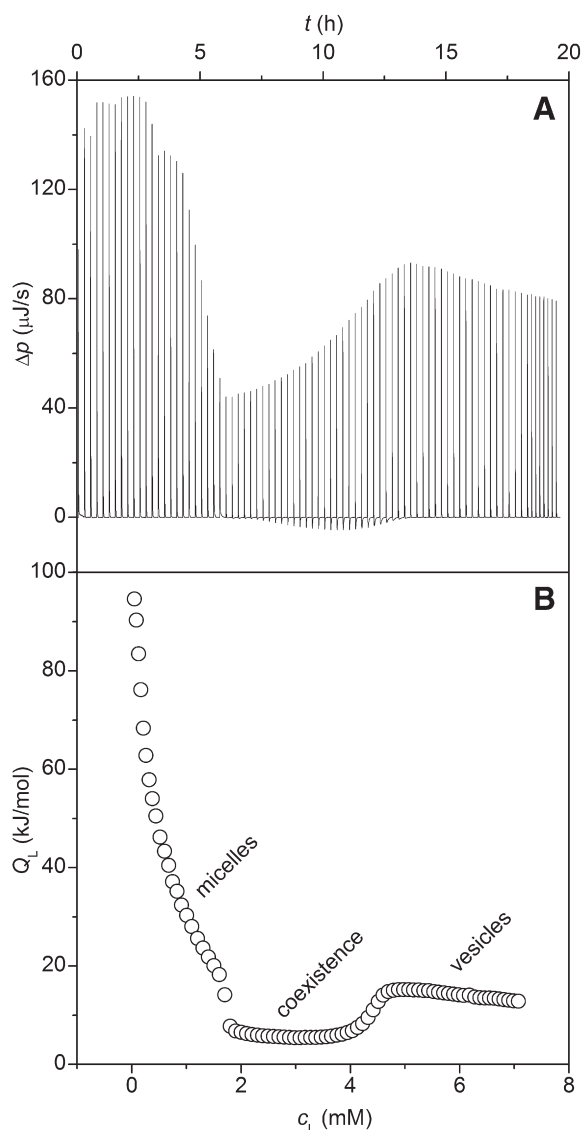 t (h)
0 5 10 15 20
A
160
120
80
40
0
Δp (μJ/s)
B
100
80
60
40
20
0
Q_L (kJ/mol)
micelles
coexistence
vesicles
0 2 4 6 8
c_L (mM)